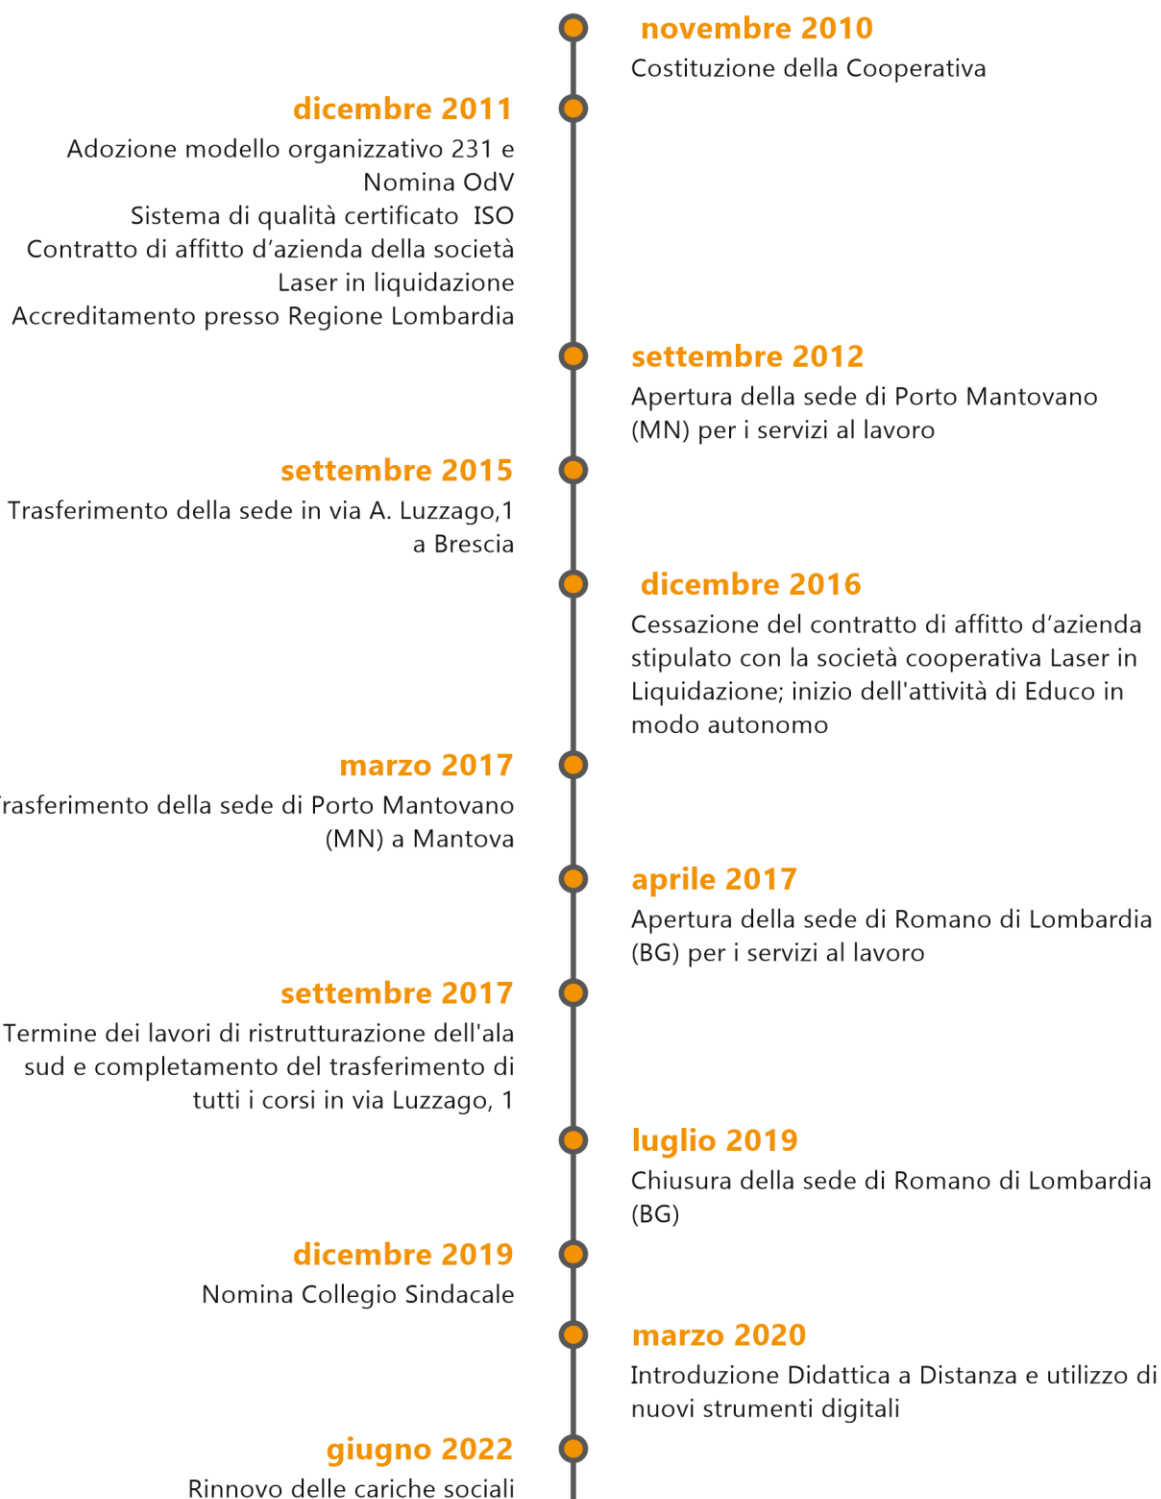 novembre 2010
Costituzione della Cooperativa
dicembre 2011
Adozione modello organizzativo 231 e
Nomina OdV
Sistema di qualità certificato ISO
Contratto di affitto d’azienda della società
Laser in liquidazione
Accreditamento presso Regione Lombardia
settembre 2012
Apertura della sede di Porto Mantovano
(MN) per i servizi al lavoro
settembre 2015
Trasferimento della sede in via A. Luzzago,1
a Brescia
dicembre 2016
Cessazione del contratto di affitto d’azienda
stipulato con la società cooperativa Laser in
Liquidazione; inizio dell'attività di Educo in
modo autonomo
marzo 2017
Trasferimento della sede di Porto Mantovano
(MN) a Mantova
aprile 2017
Apertura della sede di Romano di Lombardia
(BG) per i servizi al lavoro
settembre 2017
Termine dei lavori di ristrutturazione dell'ala
sud e completamento del trasferimento di
tutti i corsi in via Luzzago, 1
luglio 2019
Chiusura della sede di Romano di Lombardia
(BG)
dicembre 2019
Nomina Collegio Sindacale
marzo 2020
Introduzione Didattica a Distanza e utilizzo di
nuovi strumenti digitali
giugno 2022
Rinnovo delle cariche sociali